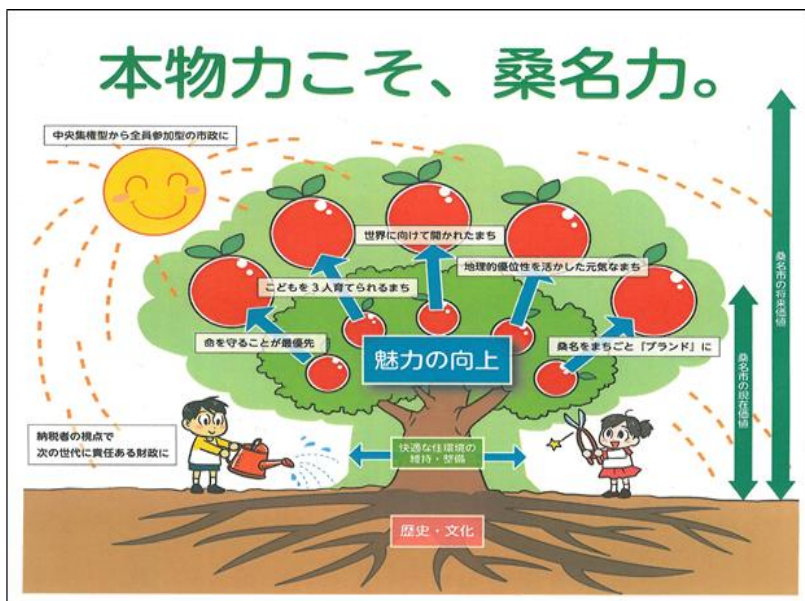 本物力こそ、桑名力。
中央集権型から全員参加型の市政に
世界に向けて開かれたまち
地理的優位性を活かした元気なまち
こどもを3人育てられるまち
命を守ることが最優先
桑名をまちごと「ブランド」に
魅力の向上
桑名市の将来価値
桑名市の現在価値
納税者の視点で
次の世代に責任ある財政に
快適な住環境の
維持・整備
歴史・文化